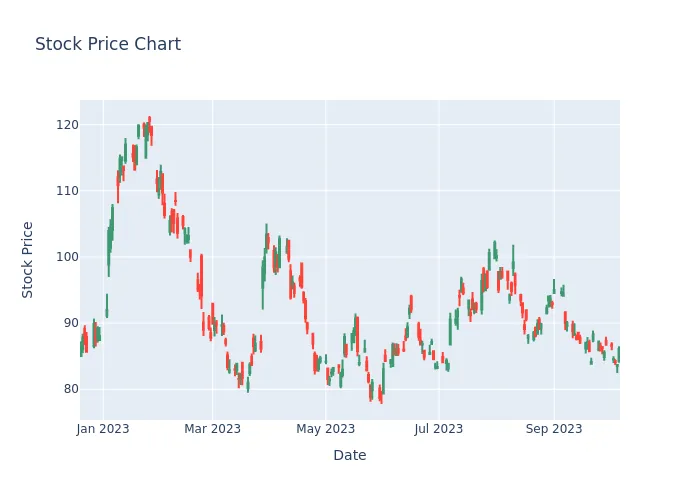 Stock Price Chart
120
110
100
90
80
Stock Price
Jan 2023
Mar 2023
May 2023
Jul 2023
Sep 2023
Date